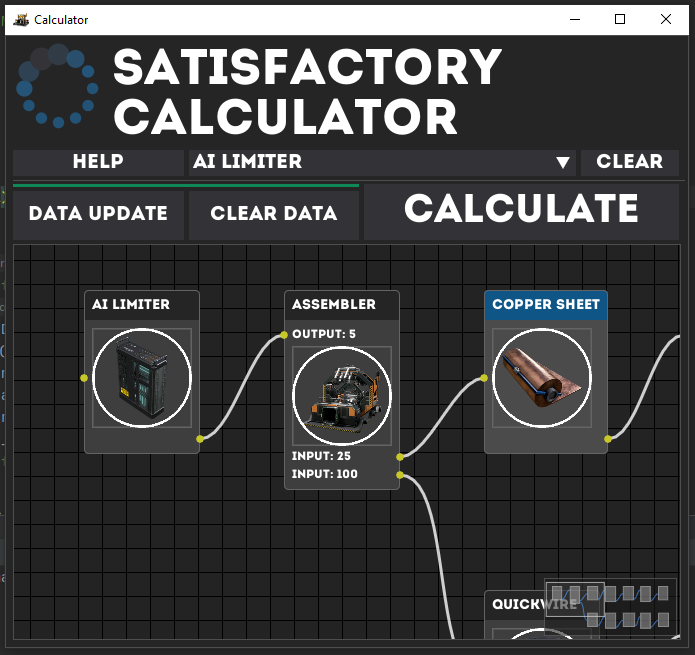 Calculator
SATISFACTORY
CALCULATOR
HELP
AI LIMITER
CLEAR
DATA UPDATE
CLEAR DATA
CALCULATE
AI LIMITER
ASSEMBLER
OUTPUT: 5
INPUT: 25
INPUT: 100
COPPER SHEET
QUICKWIRE